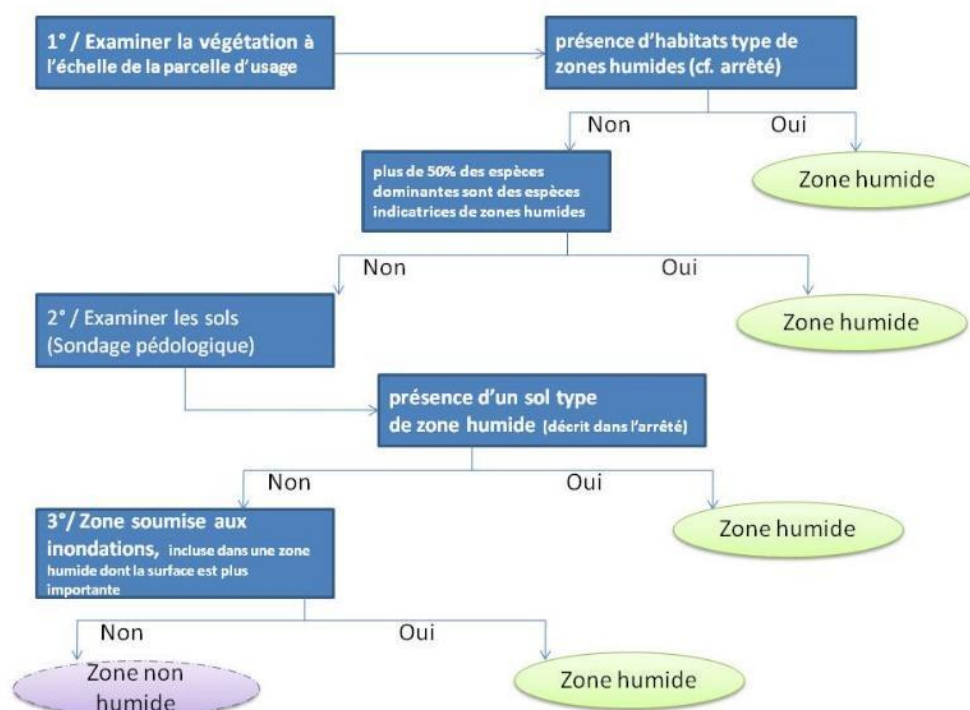 1° / Examiner la végétation à
l'échelle de la parcelle d'usage
présence d'habitats type de
zones humides (cf. arrêté)
Non
Oui
Zone humide
plus de 50% des espèces
dominantes sont des espèces
indicatrices de zones humides
Non
Oui
Zone humide
2° / Examiner les sols
(Sondage pédologique)
présence d'un sol type
de zone humide (décrit dans l'arrêté)
Non
Oui
Zone humide
3°/ Zone soumise aux
inondations, incluse dans une zone
humide dont la surface est plus
importante
Non
Oui
Zone non
humide
Zone humide